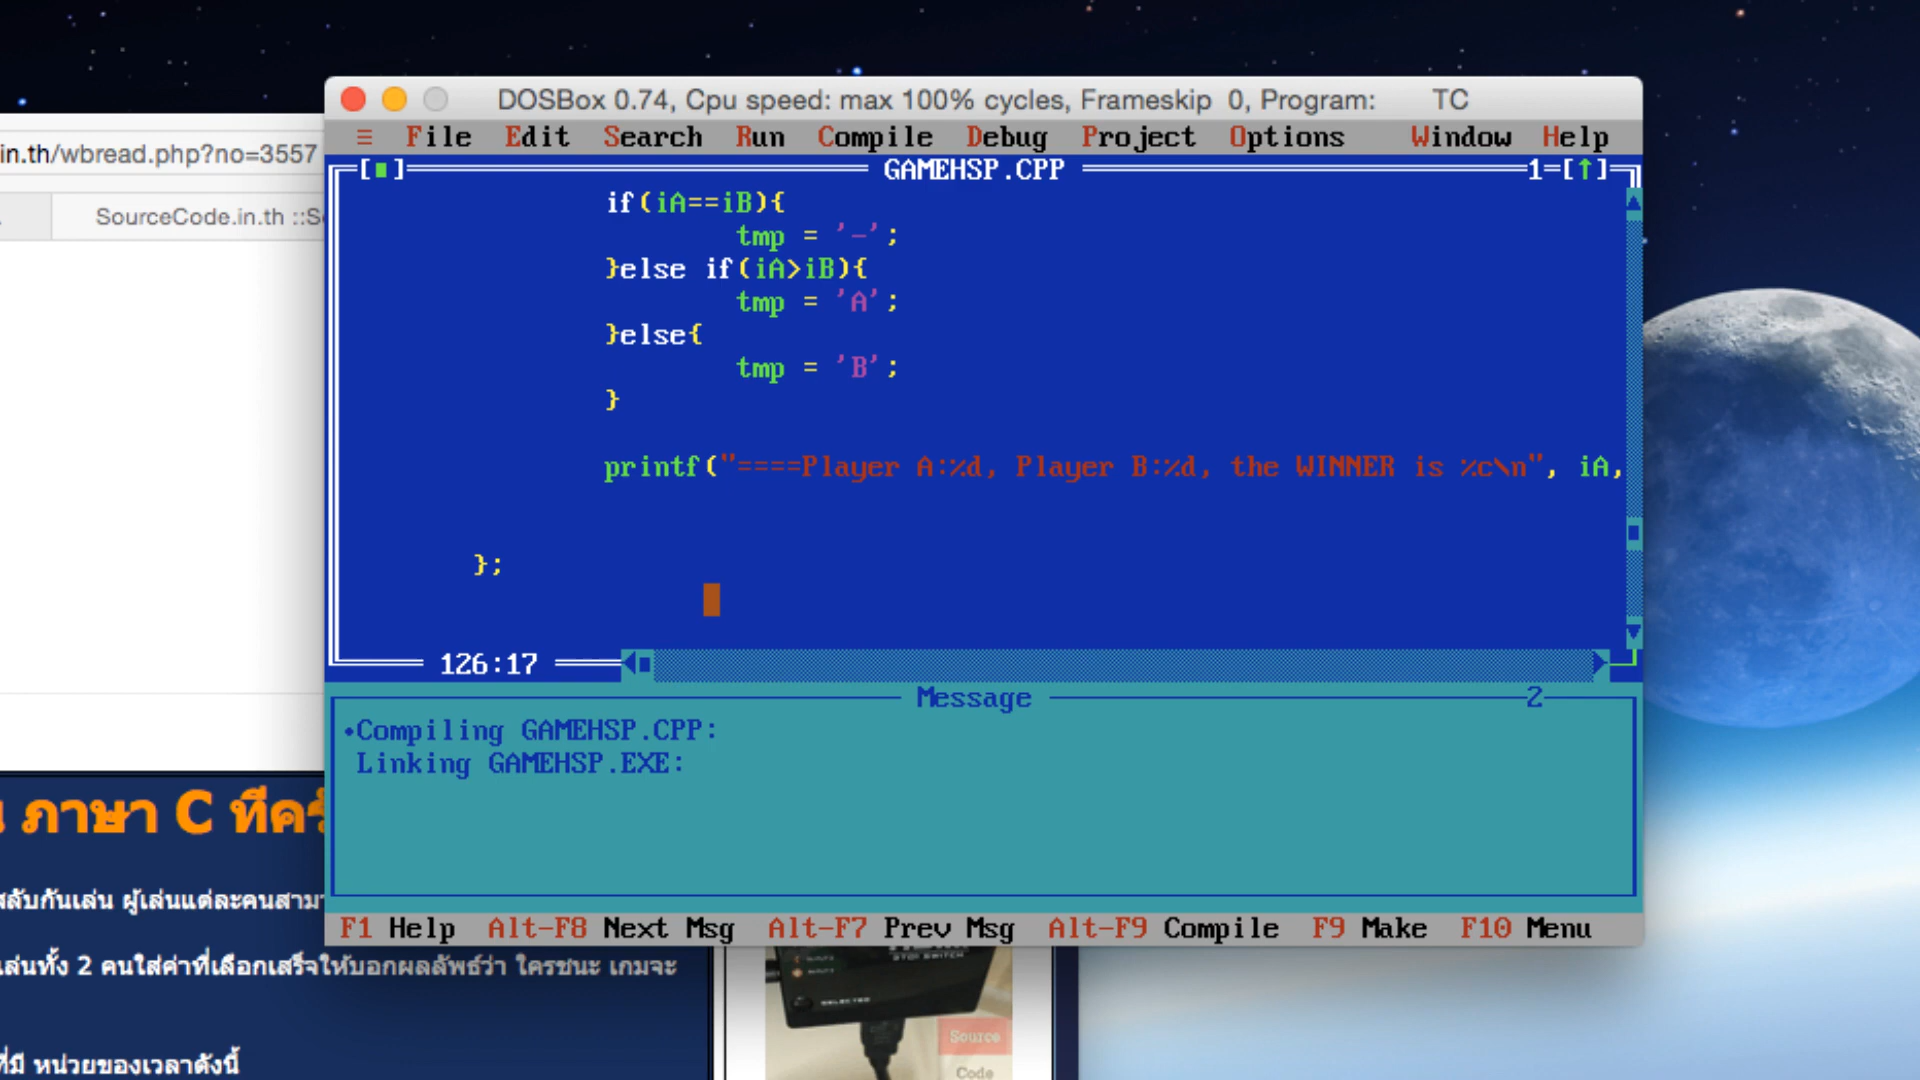 DOSBox 0.74, Cpu speed: max 100% cycles, Frameskip 0, Program: TC
≡ File Edit Search Run Compile Debug Project Options Window Help
in.th/wbread.php?no=3557
[■] GAMEHSP.CPP 1=[↑]
SourceCode.in.th ::S
if(iA==iB){
tmp = '-';
}else if(iA>iB){
tmp = 'A';
}else{
tmp = 'B';
}
printf("====Player A:%d, Player B:%d, the WINNER is %c\n", iA,
};
126:17
Message 2
•Compiling GAMEHSP.CPP:
Linking GAMEHSP.EXE:
ภาษา C ที่คร
สลับกันเล่น ผู้เล่นแต่ละคนสามา
F1 Help Alt-F8 Next Msg Alt-F7 Prev Msg Alt-F9 Compile F9 Make F10 Menu
เล่นทั้ง 2 คนใส่ค่าที่เลือกเสร็จให้บอกผลลัพธ์ว่า ใครชนะ เกมจะ
ที่มี หน่วยของเวลาดังนี้
Source
Code